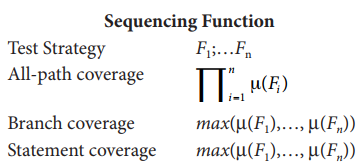 Sequencing Function
Test Strategy F₁;…Fₙ
All-path coverage ∏ⁿᵢ₌₁ μ(Fᵢ)
Branch coverage max(μ(F₁),…, μ(Fₙ))
Statement coverage max(μ(F₁),…, μ(Fₙ))